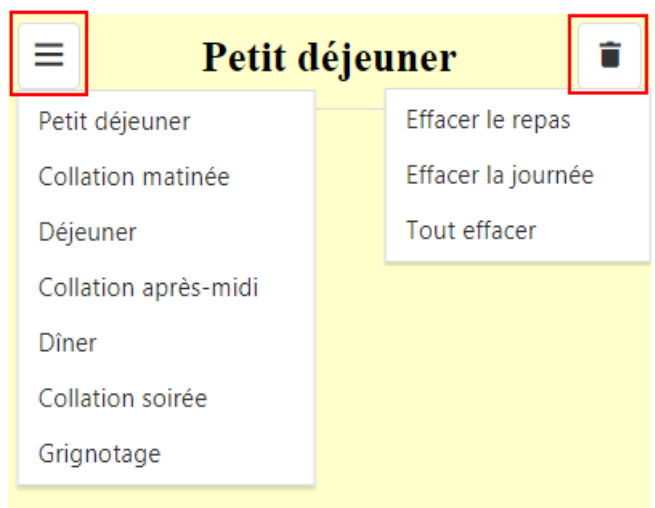 Petit déjeuner
Petit déjeuner
Collation matinée
Déjeuner
Collation après-midi
Dîner
Collation soirée
Grignotage
Effacer le repas
Effacer la journée
Tout effacer